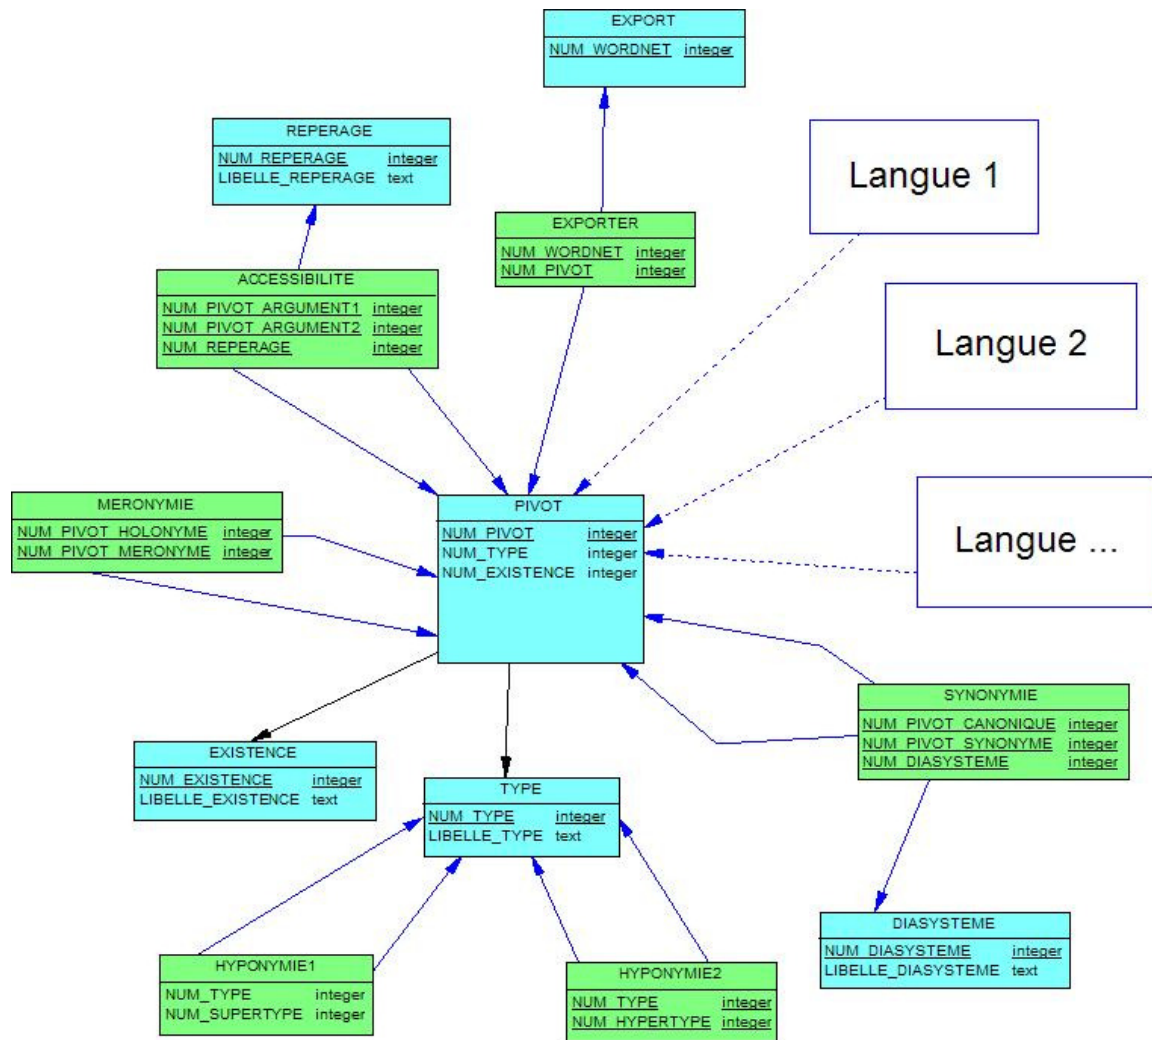 EXPORT
NUM_WORDNET integer
REPERAGE
NUM_REPERAGE integer
LIBELLE_REPERAGE text
Langue 1
EXPORTER
NUM_WORDNET integer
NUM_PIVOT integer
ACCESSIBILITE
NUM_PIVOT_ARGUMENT1 integer
NUM_PIVOT_ARGUMENT2 integer
NUM_REPERAGE integer
Langue 2
MERONYMIE
NUM_PIVOT_HOLONYME integer
NUM_PIVOT_MERONYME integer
PIVOT
NUM_PIVOT integer
NUM_TYPE integer
NUM_EXISTENCE integer
Langue ...
SYNONYMIE
NUM_PIVOT_CANONIQUE integer
NUM_PIVOT_SYNONYME integer
NUM_DIASYSTEME integer
EXISTENCE
NUM_EXISTENCE integer
LIBELLE_EXISTENCE text
TYPE
NUM_TYPE integer
LIBELLE_TYPE text
DIASYSTEME
NUM_DIASYSTEME integer
LIBELLE_DIASYSTEME text
HYPONYMIE1
NUM_TYPE integer
NUM_SUPERTYPE integer
HYPONYMIE2
NUM_TYPE integer
NUM_HYPERTYPE integer